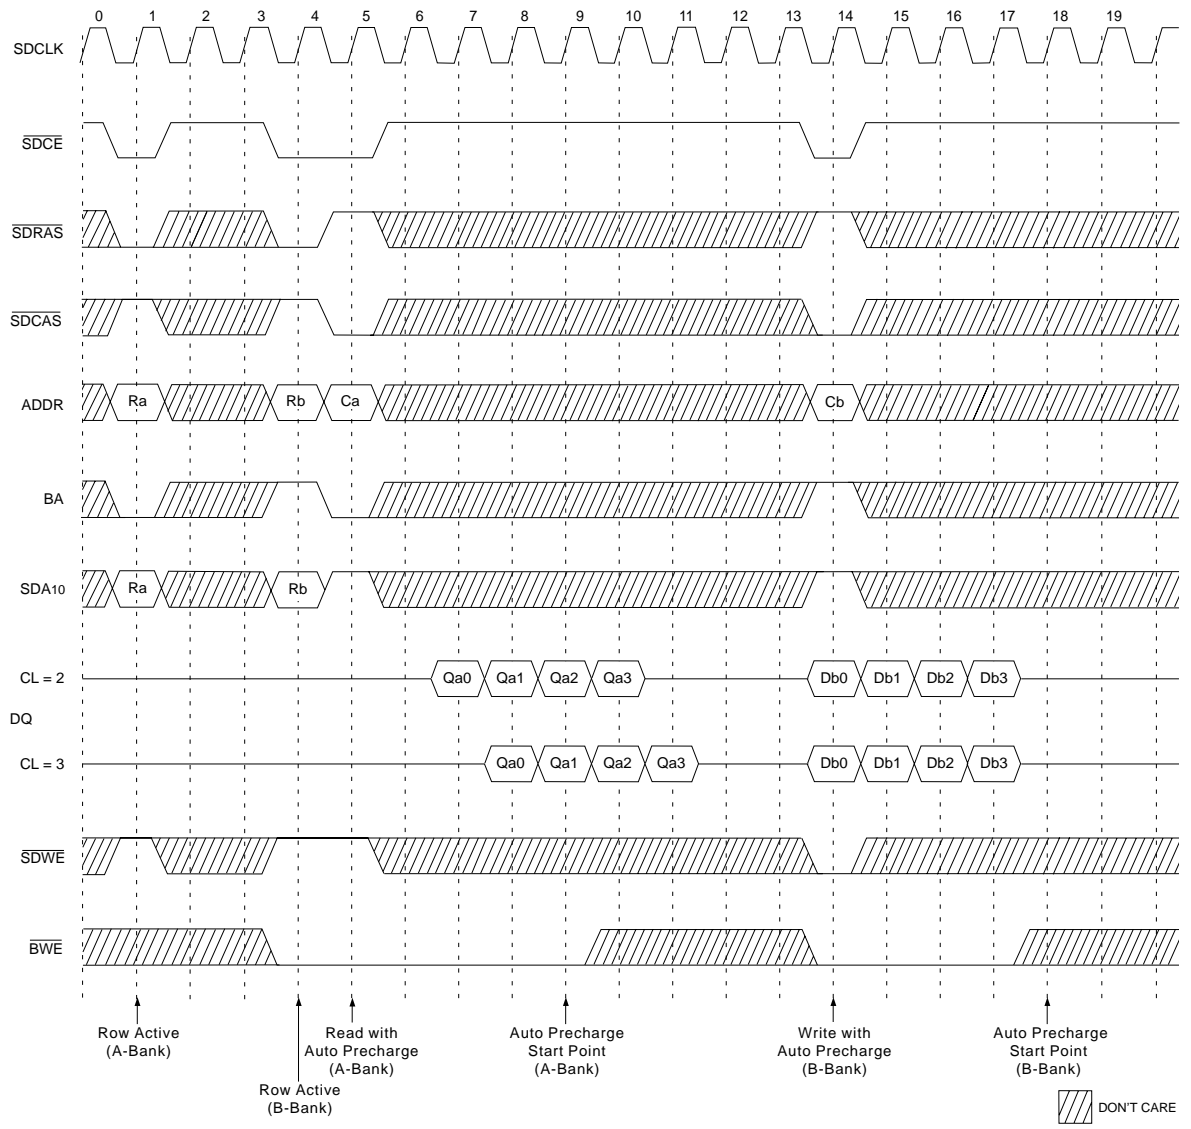 0 1 2 3 4 5 6 7 8 9 10 11 12 13 14 15 16 17 18 19
SDCLK
SDCE
SDRAS
SDCAS
ADDR Ra Rb Ca Cb
BA
SDA10 Ra Rb
CL = 2 Qa0 Qa1 Qa2 Qa3 Db0 Db1 Db2 Db3
DQ
CL = 3 Qa0 Qa1 Qa2 Qa3 Db0 Db1 Db2 Db3
SDWE
BWE
Row Active
(A-Bank)
Row Active
(B-Bank)
Read with
Auto Precharge
(A-Bank)
Auto Precharge
Start Point
(A-Bank)
Write with
Auto Precharge
(B-Bank)
Auto Precharge
Start Point
(B-Bank)
DON'T CARE